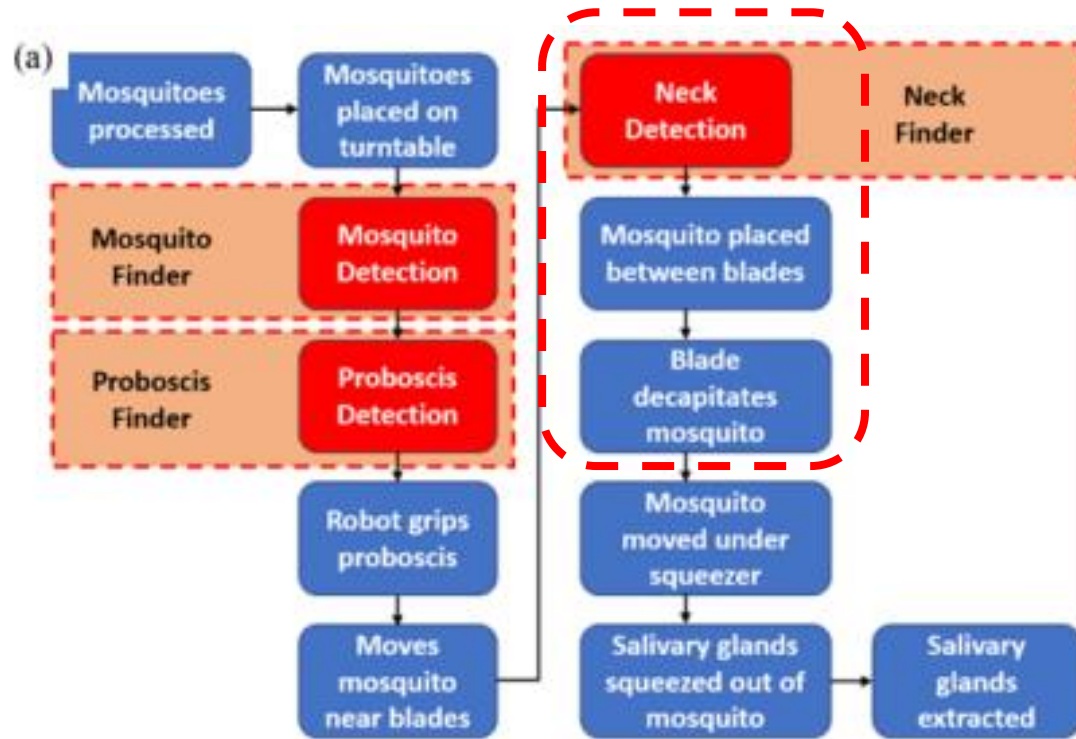 (a)
Mosquitoes
processed
Mosquitoes
placed on
turntable
Mosquito
Finder
Mosquito
Detection
Proboscis
Finder
Proboscis
Detection
Robot grips
proboscis
Moves
mosquito
near blades
Neck
Detection
Neck
Finder
Mosquito placed
between blades
Blade
decapitates
mosquito
Mosquito
moved under
squeezer
Salivary glands
squeezed out of
mosquito
Salivary
glands
extracted